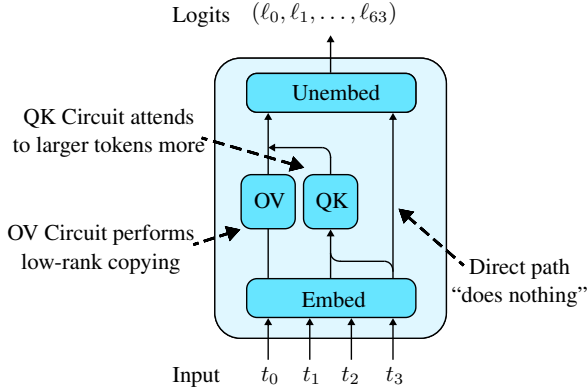 Logits (ℓ₀, ℓ₁, . . . , ℓ₆₃)
Unembed
QK Circuit attends
to larger tokens more
OV QK
OV Circuit performs
low-rank copying
Direct path
“does nothing”
Embed
Input t₀ t₁ t₂ t₃